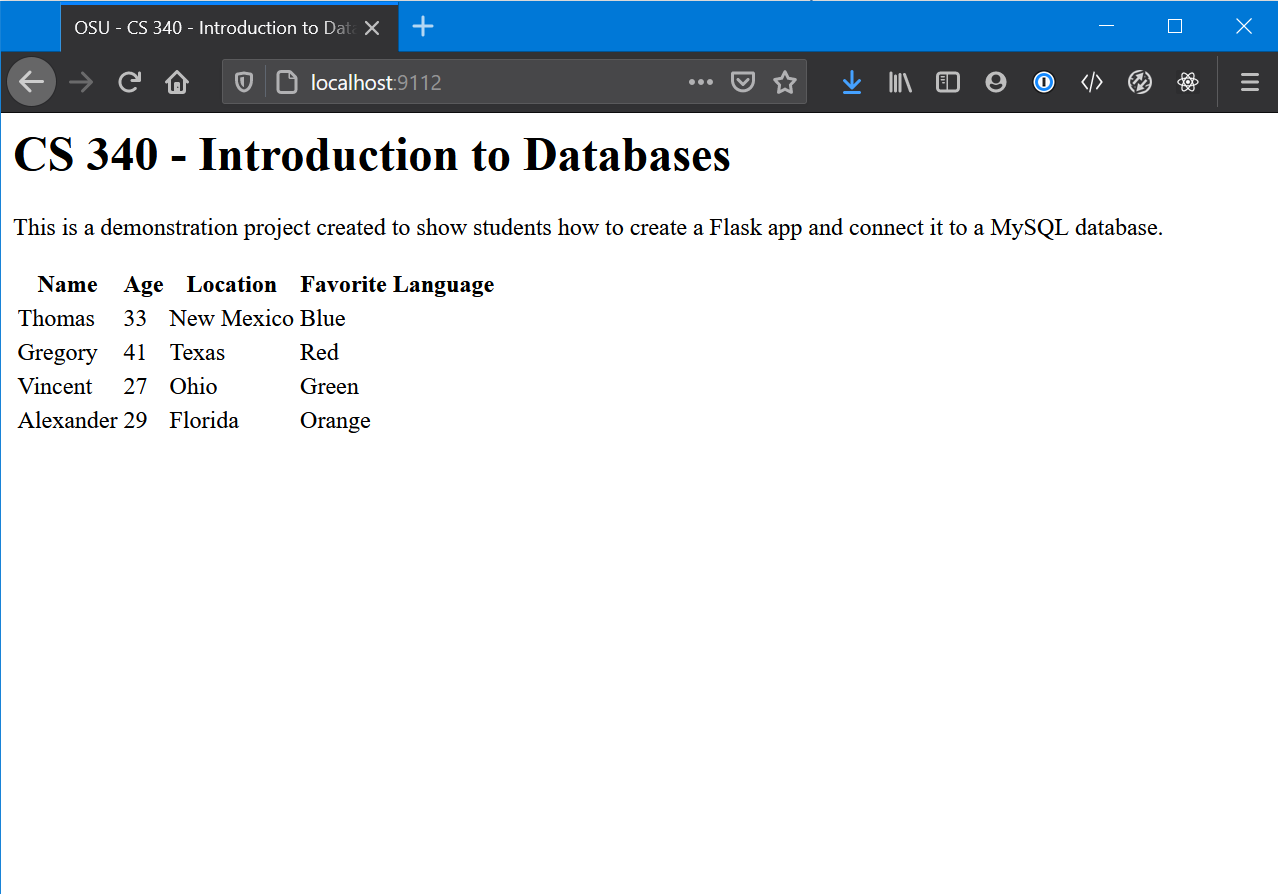 OSU - CS 340 - Introduction to Data
localhost:9112
CS 340 - Introduction to Databases
This is a demonstration project created to show students how to create a Flask app and connect it to a MySQL database.
Name Age Location Favorite Language
Thomas 33 New Mexico Blue
Gregory 41 Texas Red
Vincent 27 Ohio Green
Alexander 29 Florida Orange